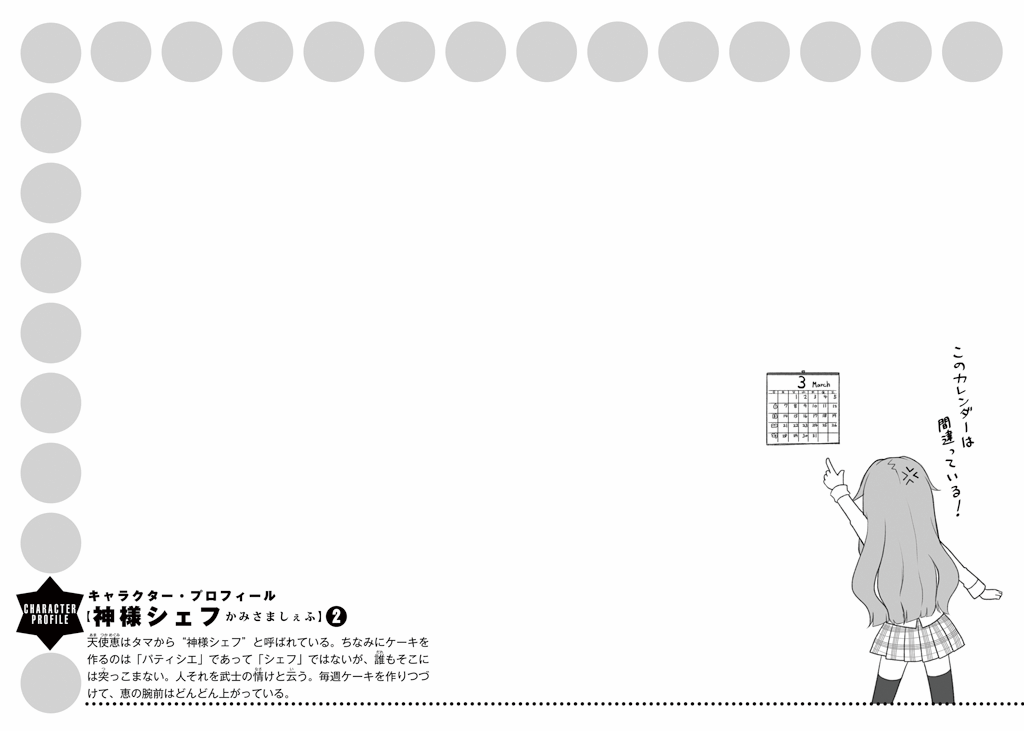 3 March
1 2 3 4 5
このカレンダーは
間違っている!
CHARACTER
PROFILE
キャラクター・プロフィール
【神様シェフ かみさましぇふ】❷
天使恵はタマから“神様シェフ”と呼ばれている。ちなみにケーキを
作るのは「パティシエ」であって「シェフ」ではないが、誰もそこに
は突っこまない。人それを武士の情けと云う。毎週ケーキを作りつづ
けて、恵の腕前はどんどん上がっている。